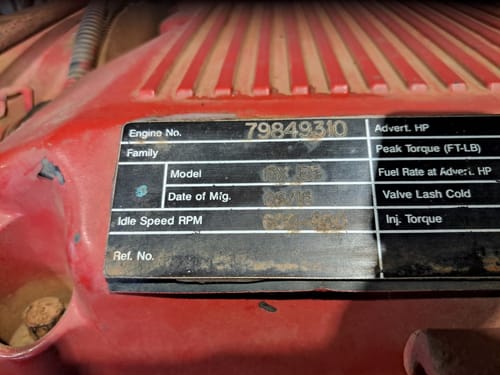 Engine No. 79849310
Advert. HP
Family
Peak Torque (FT-LB)
Model
Fuel Rate at Advert. HP
Date of Mfg.
Valve Lash Cold
Idle Speed RPM
Inj. Torque
Ref. No.